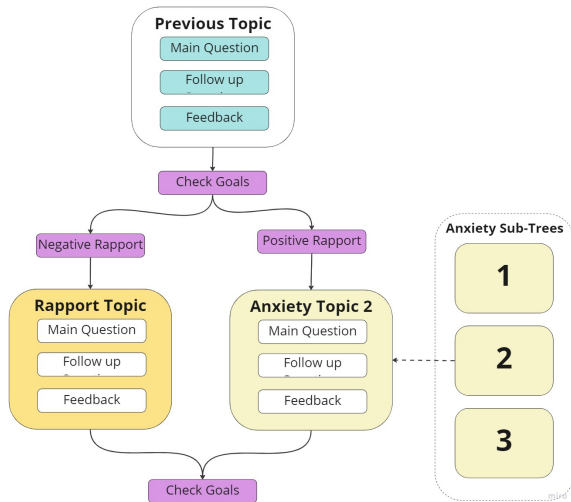 Previous Topic
Main Question
Follow up
Feedback
Check Goals
Negative Rapport
Positive Rapport
Rapport Topic
Main Question
Follow up
Feedback
Anxiety Topic 2
Main Question
Follow up
Feedback
Check Goals
Anxiety Sub-Trees
1
2
3
miro